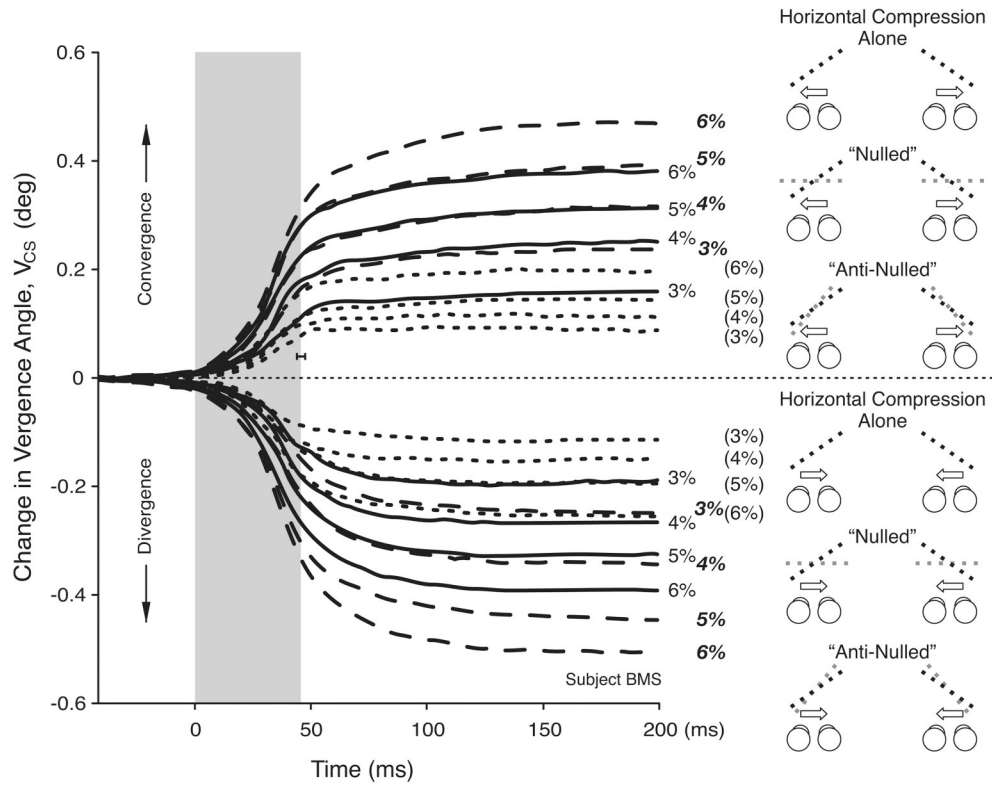 0.6
0.4
0.2
0
-0.2
-0.4
-0.6
Change in Vergence Angle, VCS (deg)
Convergence
Divergence
6%
5%
6%
5%
4%
4%
3%
3%
(6%)
(5%)
(4%)
(3%)
(3%)
(4%)
3%
(5%)
3%
(6%)
4%
5%
4%
6%
5%
6%
Subject BMS
0
50
100
150
200
(ms)
Time (ms)
Horizontal Compression
Alone
“Nulled”
“Anti-Nulled”
Horizontal Compression
Alone
“Nulled”
“Anti-Nulled”